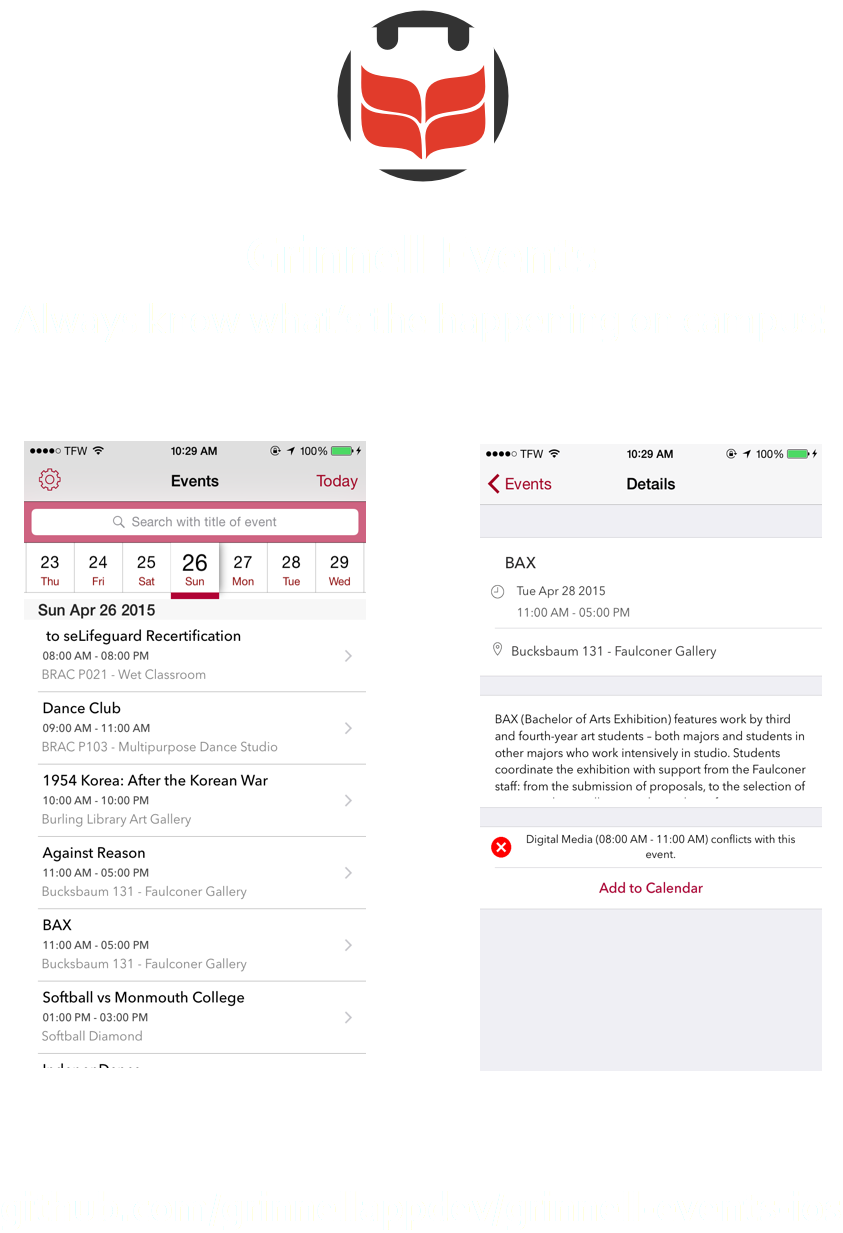 ●●●●○ TFW 10:29 AM 100%
Events Today
Search with title of event
23 24 25 26 27 28 29
Thu Fri Sat Sun Mon Tue Wed
Sun Apr 26 2015
to seLifeguard Recertification
08:00 AM - 08:00 PM
BRAC P021 - Wet Classroom
Dance Club
09:00 AM - 11:00 AM
BRAC P103 - Multipurpose Dance Studio
1954 Korea: After the Korean War
10:00 AM - 10:00 PM
Burling Library Art Gallery
Against Reason
11:00 AM - 05:00 PM
Bucksbaum 131 - Faulconer Gallery
BAX
11:00 AM - 05:00 PM
Bucksbaum 131 - Faulconer Gallery
Softball vs Monmouth College
01:00 PM - 03:00 PM
Softball Diamond
●●●●○ TFW 10:29 AM 100%
Events Details
BAX
Tue Apr 28 2015
11:00 AM - 05:00 PM
Bucksbaum 131 - Faulconer Gallery
BAX (Bachelor of Arts Exhibition) features work by third
and fourth-year art students – both majors and students in
other majors who work intensively in studio. Students
coordinate the exhibition with support from the Faulconer
staff: from the submission of proposals, to the selection of
Digital Media (08:00 AM - 11:00 AM) conflicts with this
event.
Add to Calendar